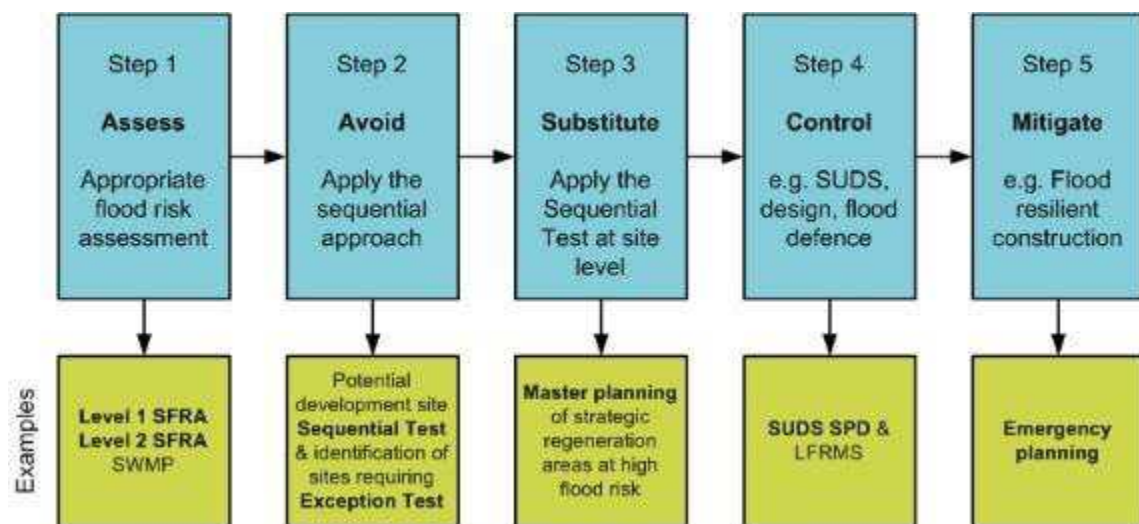 Step 1
Assess
Appropriate
flood risk
assessment
Step 2
Avoid
Apply the
sequential
approach
Step 3
Substitute
Apply the
Sequential
Test at site
level
Step 4
Control
e.g. SUDS,
design, flood
defence
Step 5
Mitigate
e.g. Flood
resilient
construction
Examples
Level 1 SFRA
Level 2 SFRA
SWMP
Potential
development site
Sequential Test
& identification of
sites requiring
Exception Test
Master planning
of strategic
regeneration
areas at high
flood risk
SUDS SPD &
LFRMS
Emergency
planning